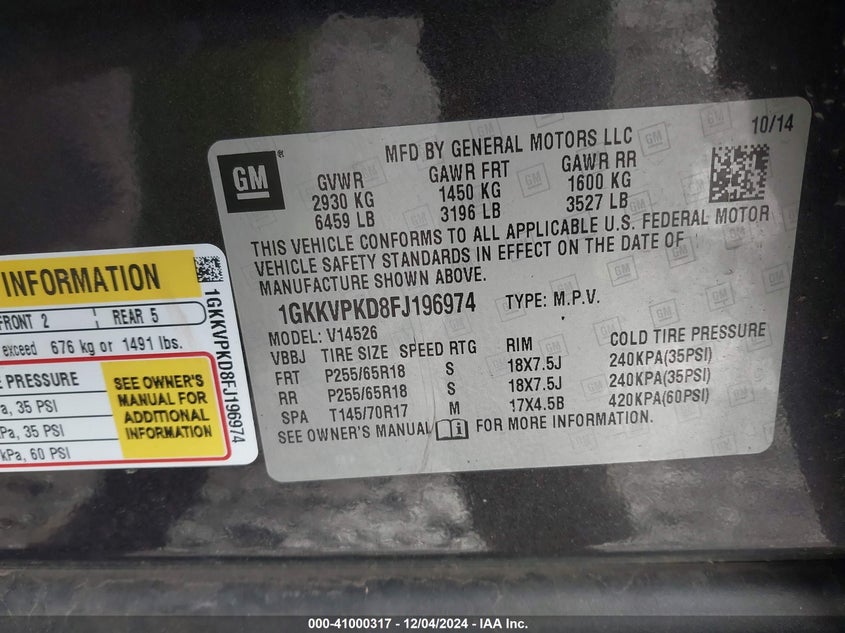 10/14
GM ®
MFD BY GENERAL MOTORS LLC
GVWR GAWR FRT GAWR RR
2930 KG 1450 KG 1600 KG
6459 LB 3196 LB 3527 LB
THIS VEHICLE CONFORMS TO ALL APPLICABLE U.S. FEDERAL MOTOR
VEHICLE SAFETY STANDARDS IN EFFECT ON THE DATE OF
MANUFACTURE SHOWN ABOVE.
1GKKVPKD8FJ196974 TYPE: M.P.V.
MODEL: V14526
VBBJ TIRE SIZE SPEED RTG RIM COLD TIRE PRESSURE
FRT P255/65R18 S 18X7.5J 240KPA(35PSI)
RR P255/65R18 S 18X7.5J 240KPA(35PSI)
SPA T145/70R17 M 17X4.5B 420KPA(60PSI)
SEE OWNER'S MANUAL FOR MORE INFORMATION.
INFORMATION
FRONT 2 REAR 5
exceed 676 kg or 1491 lbs.
PRESSURE
35 PSI
kPa, 35 PSI
kPa, 60 PSI
SEE OWNER'S
MANUAL FOR
ADDITIONAL
INFORMATION
1GKKVPKD8FJ196974
000-41000317 - 12/04/2024 - IAA Inc.